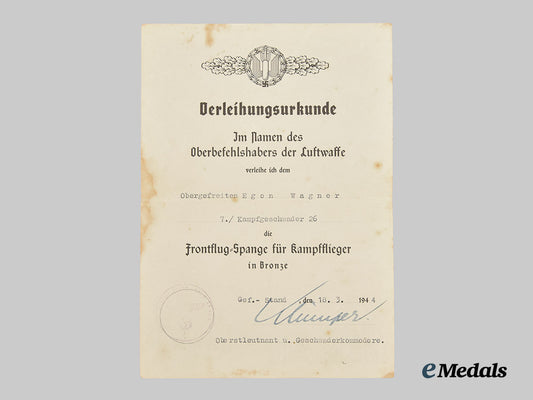 Verleihungsurkunde
Im Namen des
Oberbefehlshabers der Luftwaffe
verleihe ich dem
Obergefreiten Egon Wagner
7./ Kampfgeschwader 26
die
Frontflug-Spange für Kampfflieger
in Bronze
Gef.- Stand , den 18. 3. 1944
Klümper.
Oberstleutnant u. Geschwaderkommodore.
eMedals